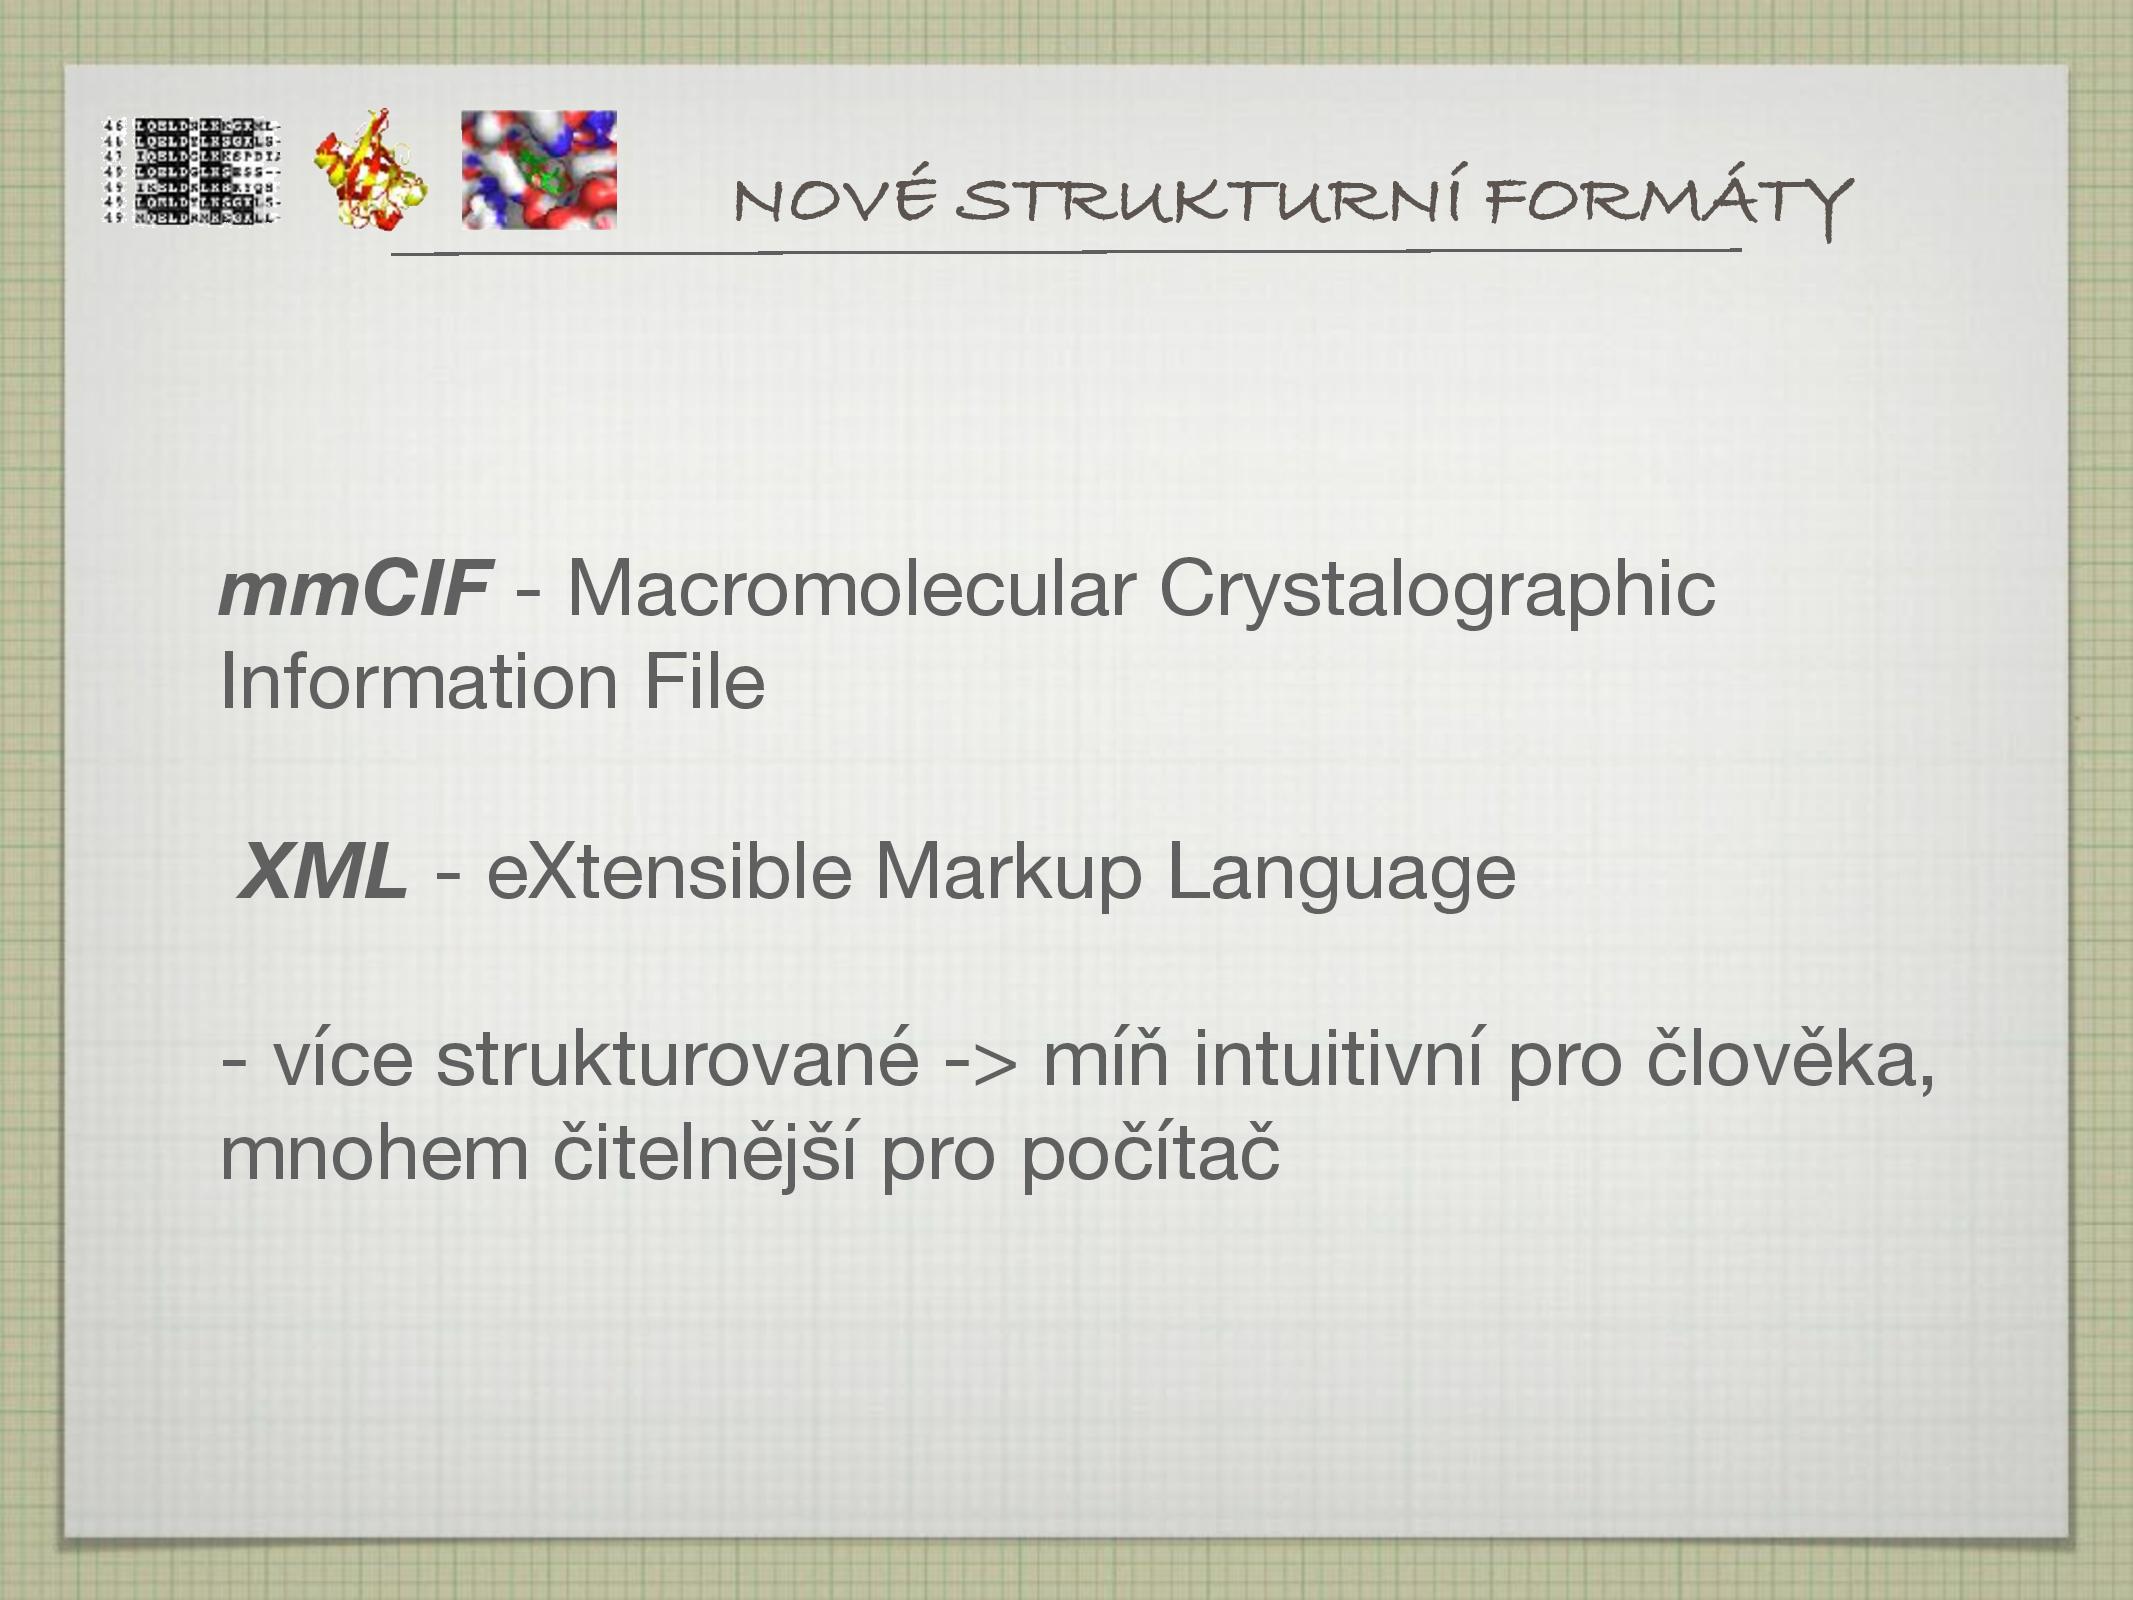 NOVÉ STRUKTURNÍ FORMÁTY
mmCIF - Macromolecular Crystalographic
Information File
XML - eXtensible Markup Language
- více strukturované -> míň intuitivní pro člověka,
mnohem čitelnější pro počítač